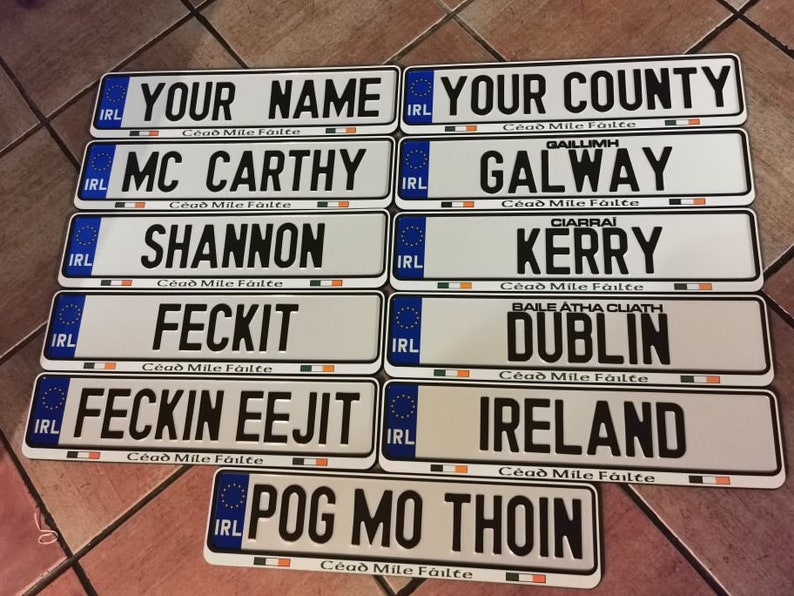 IRL YOUR NAME
Céad Míle Fáilte
IRL YOUR COUNTY
Céad Míle Fáilte
IRL MC CARTHY
Céad Míle Fáilte
GAILLIMH
IRL GALWAY
Céad Míle Fáilte
IRL SHANNON
Céad Míle Fáilte
CIARRAÍ
IRL KERRY
Céad Míle Fáilte
IRL FECKIT
Céad Míle Fáilte
BAILE ÁTHA CLIATH
IRL DUBLIN
Céad Míle Fáilte
IRL FECKIN EEJIT
Céad Míle Fáilte
IRL IRELAND
Céad Míle Fáilte
IRL POG MO THOIN
Céad Míle Fáilte